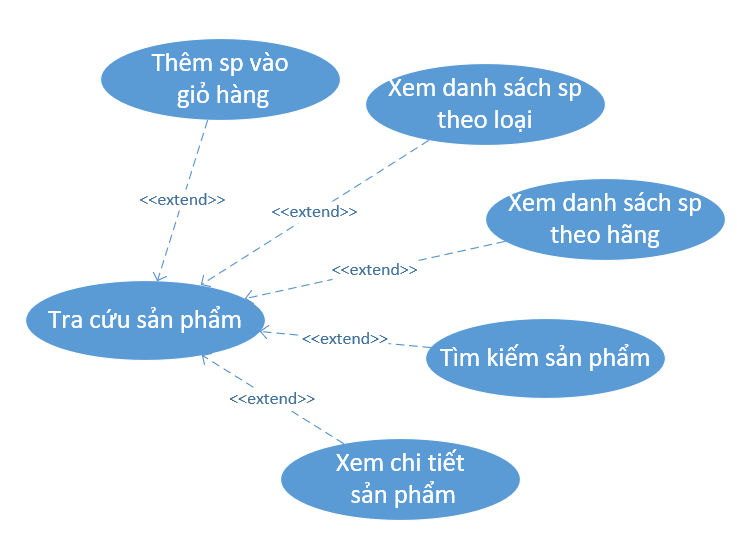 Thêm sp vào
giỏ hàng
Xem danh sách sp
theo loại
<<extend>>
<<extend>>
Xem danh sách sp
theo hãng
<<extend>>
Tra cứu sản phẩm
<<extend>>
Tìm kiếm sản phẩm
<<extend>>
Xem chi tiết
sản phẩm